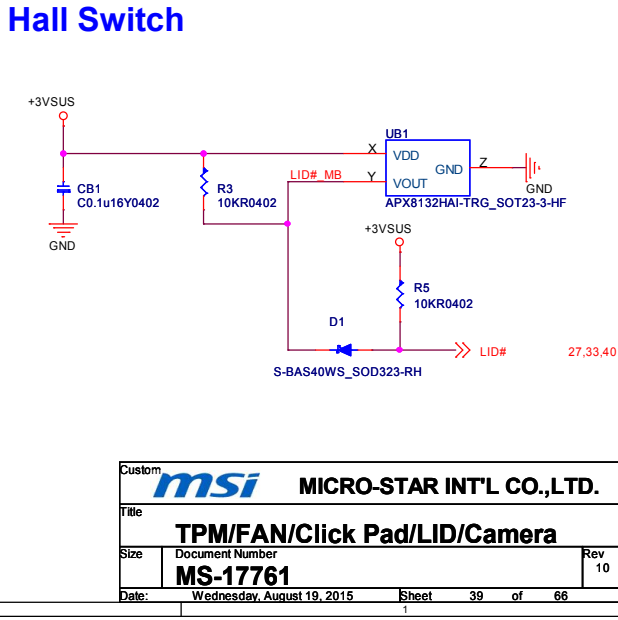 Hall Switch
+3VSUS
UB1
X
VDD
GND
Z
LID#_MB
Y
VOUT
GND
CB1
C0.1u16Y0402
R3
10KR0402
APX8132HAI-TRG_SOT23-3-HF
GND
+3VSUS
R5
10KR0402
D1
LID#
27,33,40
S-BAS40WS_SOD323-RH
Custom
msi
MICRO-STAR INT'L CO.,LTD.
Title
TPM/FAN/Click Pad/LID/Camera
Size
Document Number
Rev
MS-17761
10
Date:
Wednesday, August 19, 2015
Sheet
39
of
66
1